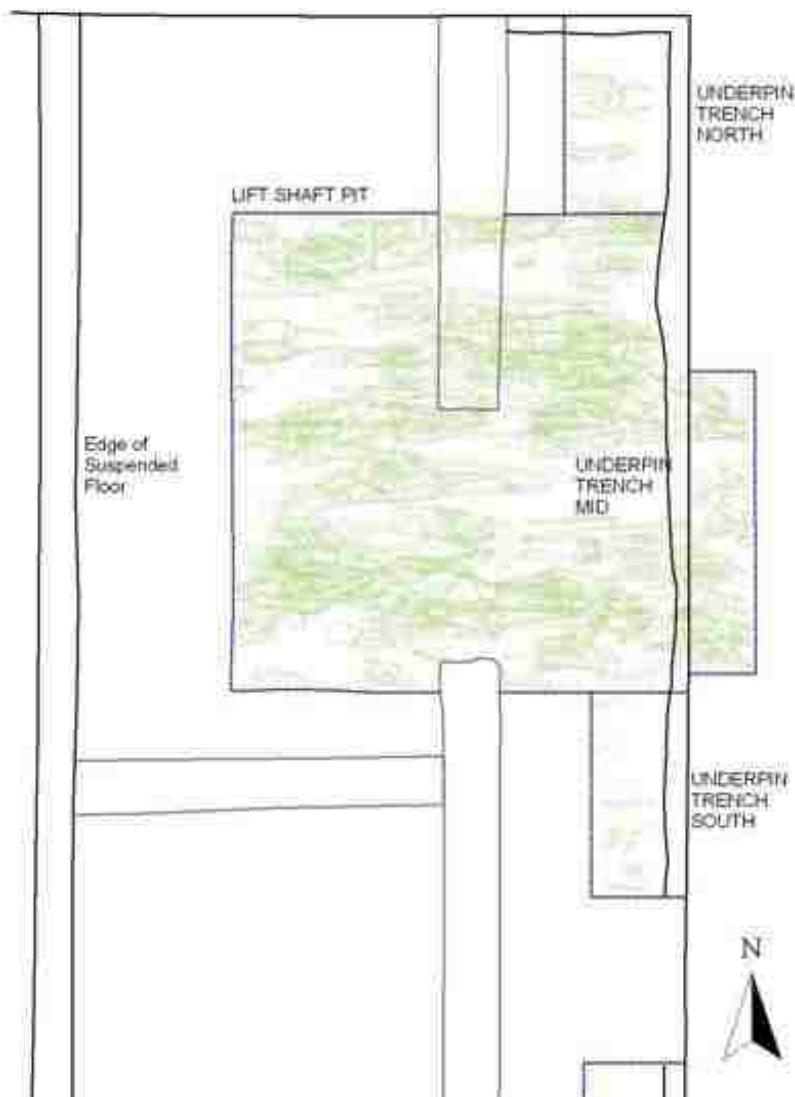 UNDERPIN
TRENCH
NORTH
LIFT SHAFT PIT
Edge of
Suspended
Floor
UNDERPIN
TRENCH
MID
UNDERPIN
TRENCH
SOUTH
N